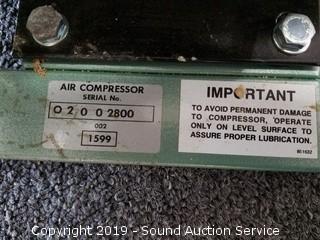 AIR COMPRESSOR
SERIAL No.
O 2 0 0 2800
002
1599
IMPORTANT
TO AVOID PERMANENT DAMAGE
TO COMPRESSOR, OPERATE
ONLY ON LEVEL SURFACE TO
ASSURE PROPER LUBRICATION.
Copyright 2019 - Sound Auction Service